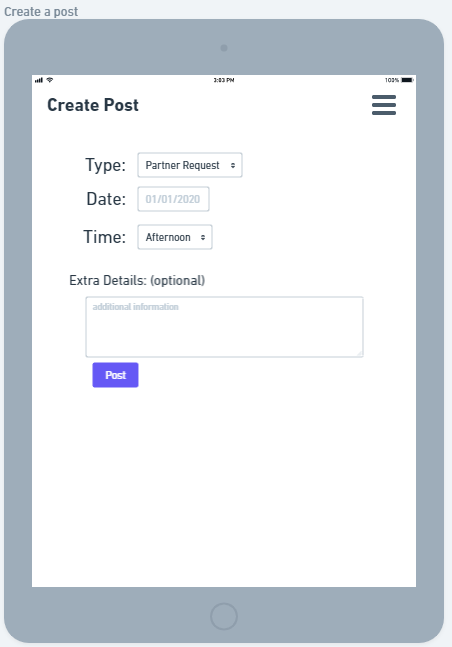 Create a post
3:03 PM 100%
Create Post
Type: Partner Request
Date: 01/01/2020
Time: Afternoon
Extra Details: (optional)
additional information
Post